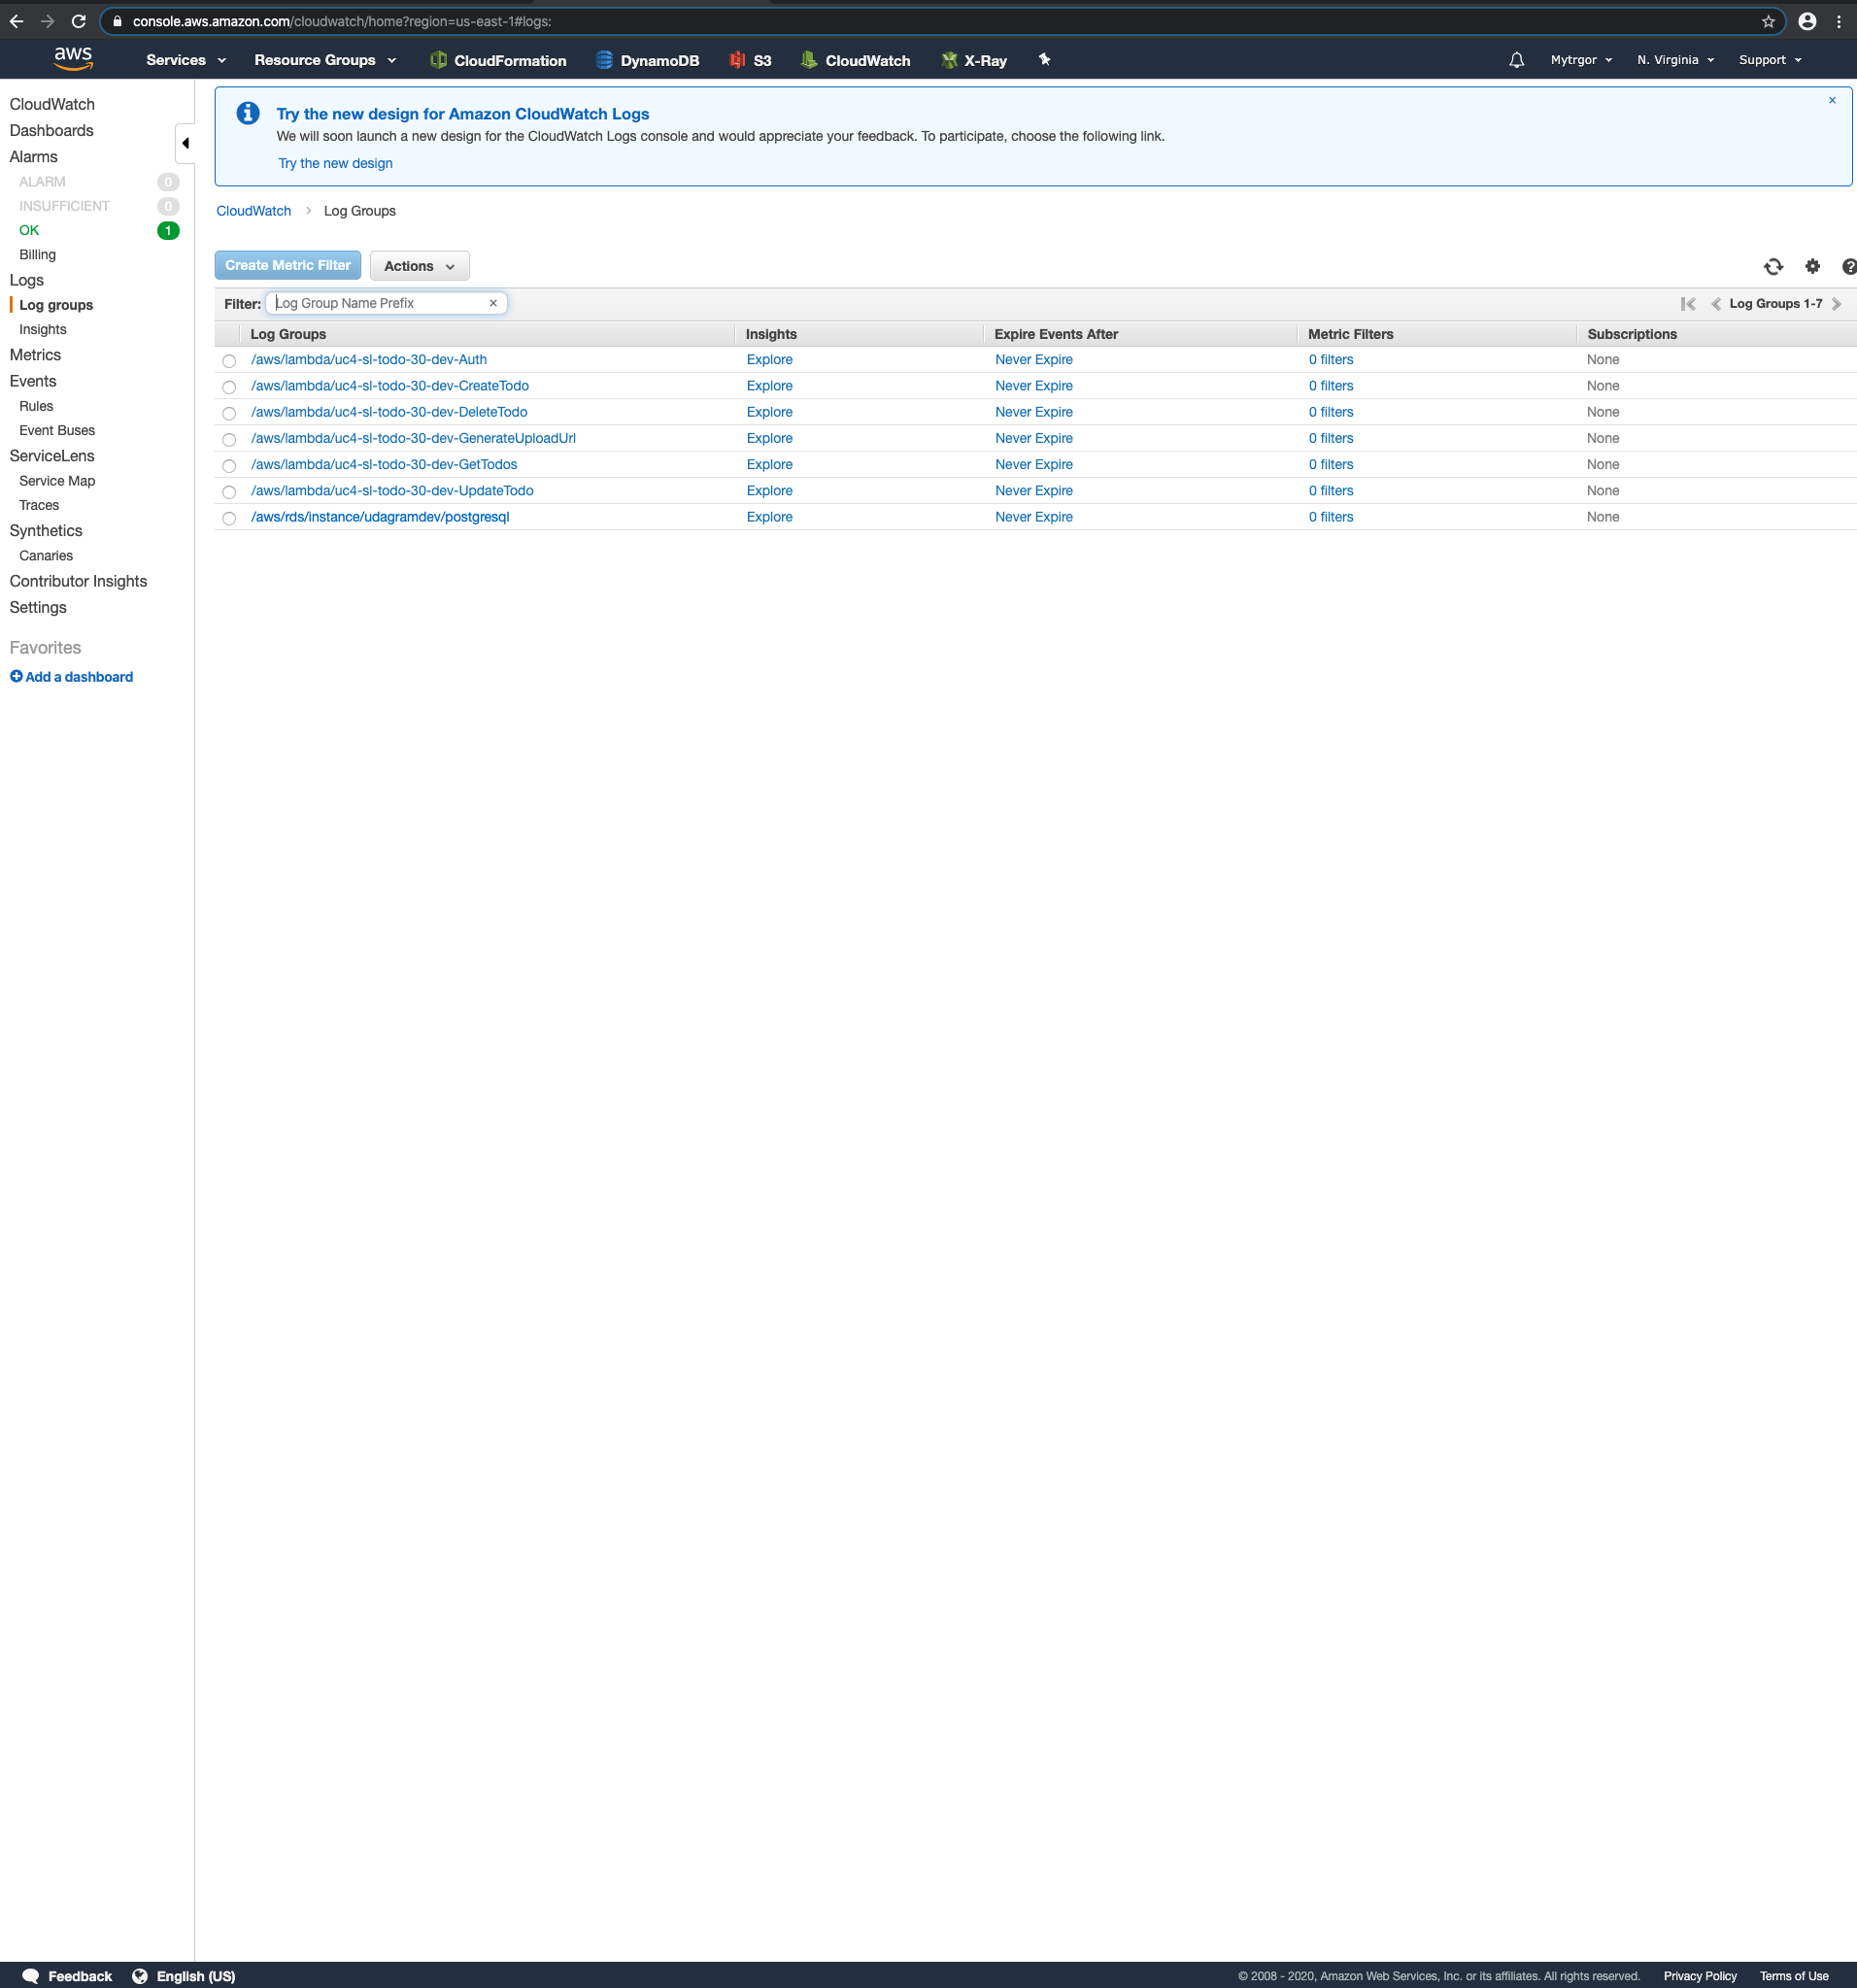 console.aws.amazon.com/cloudwatch/home?region=us-east-1#logs:
aws Services Resource Groups CloudFormation DynamoDB S3 CloudWatch X-Ray Mytrgor N. Virginia Support
CloudWatch
Dashboards
Alarms
ALARM 0
INSUFFICIENT 0
OK 1
Billing
Logs
Log groups
Insights
Metrics
Events
Rules
Event Buses
ServiceLens
Service Map
Traces
Synthetics
Canaries
Contributor Insights
Settings
Favorites
Add a dashboard
Try the new design for Amazon CloudWatch Logs
We will soon launch a new design for the CloudWatch Logs console and would appreciate your feedback. To participate, choose the following link.
Try the new design
CloudWatch > Log Groups
Create Metric Filter Actions
Filter: Log Group Name Prefix × Log Groups 1-7
Log Groups Insights Expire Events After Metric Filters Subscriptions
/aws/lambda/uc4-sl-todo-30-dev-Auth Explore Never Expire 0 filters None
/aws/lambda/uc4-sl-todo-30-dev-CreateTodo Explore Never Expire 0 filters None
/aws/lambda/uc4-sl-todo-30-dev-DeleteTodo Explore Never Expire 0 filters None
/aws/lambda/uc4-sl-todo-30-dev-GenerateUploadUrl Explore Never Expire 0 filters None
/aws/lambda/uc4-sl-todo-30-dev-GetTodos Explore Never Expire 0 filters None
/aws/lambda/uc4-sl-todo-30-dev-UpdateTodo Explore Never Expire 0 filters None
/aws/rds/instance/udagramdev/postgresql Explore Never Expire 0 filters None
Feedback English (US) © 2008 - 2020, Amazon Web Services, Inc. or its affiliates. All rights reserved. Privacy Policy Terms of Use